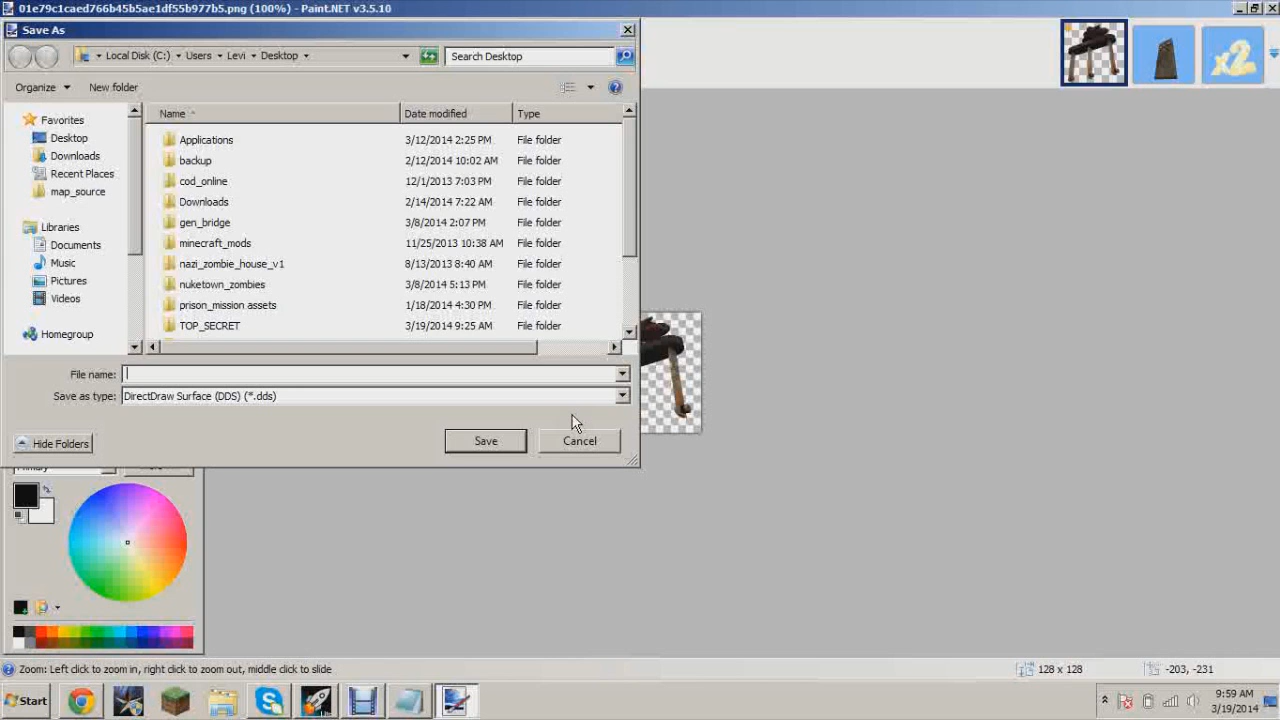 01e79c1caed766b45b5ae1df55b977b5.png (100%) - Paint.NET v3.5.10
Save As
Local Disk (C:) Users Levi Desktop
Search Desktop
Organize New folder
Name Date modified Type
Favorites
Desktop
Downloads
Recent Places
map_source
Libraries
Documents
Music
Pictures
Videos
Homegroup
Applications 3/12/2014 2:25 PM File folder
backup 2/12/2014 10:02 AM File folder
cod_online 12/1/2013 7:03 PM File folder
Downloads 2/14/2014 7:22 AM File folder
gen_bridge 3/8/2014 2:07 PM File folder
minecraft_mods 11/25/2013 10:38 AM File folder
nazi_zombie_house_v1 8/13/2013 8:40 AM File folder
nuketown_zombies 3/8/2014 5:13 PM File folder
prison_mission assets 1/18/2014 4:30 PM File folder
TOP_SECRET 3/19/2014 9:25 AM File folder
File name:
Save as type: DirectDraw Surface (DDS) (*.dds)
Hide Folders Save Cancel
x2
Zoom: Left click to zoom in, right click to zoom out, middle click to slide
128 x 128
-203, -231
Start
9:59 AM
3/19/2014